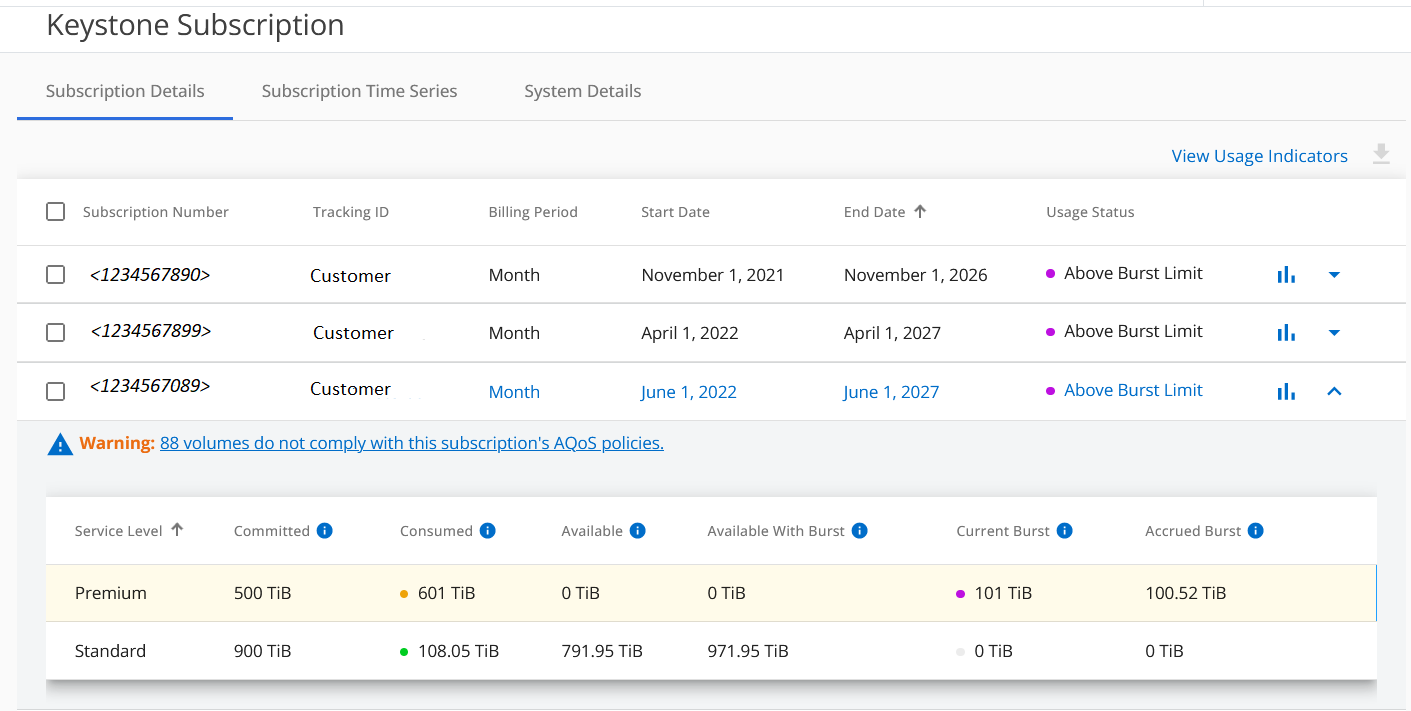 Keystone Subscription
Subscription Details Subscription Time Series System Details
View Usage Indicators
Subscription Number Tracking ID Billing Period Start Date End Date Usage Status
<1234567890> Customer Month November 1, 2021 November 1, 2026 Above Burst Limit
<1234567899> Customer Month April 1, 2022 April 1, 2027 Above Burst Limit
<1234567089> Customer Month June 1, 2022 June 1, 2027 Above Burst Limit
Warning: 88 volumes do not comply with this subscription's AQoS policies.
Service Level Committed Consumed Available Available With Burst Current Burst Accrued Burst
Premium 500 TiB 601 TiB 0 TiB 0 TiB 101 TiB 100.52 TiB
Standard 900 TiB 108.05 TiB 791.95 TiB 971.95 TiB 0 TiB 0 TiB